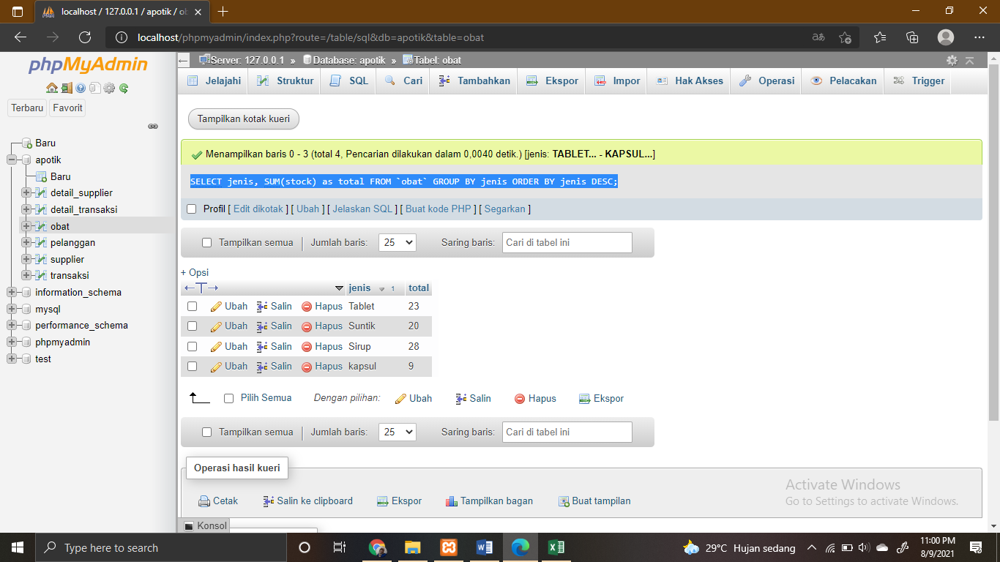 localhost / 127.0.0.1 / apotik / ob
localhost/phpmyadmin/index.php?route=/table/sql&db=apotik&table=obat
phpMyAdmin
Terbaru Favorit
Baru
apotik
Baru
detail_supplier
detail_transaksi
obat
pelanggan
supplier
transaksi
information_schema
mysql
performance_schema
phpmyadmin
test
Server: 127.0.0.1 » Database: apotik » Tabel: obat
Jelajahi Struktur SQL Cari Tambahkan Ekspor Impor Hak Akses Operasi Pelacakan Trigger
Tampilkan kotak kueri
Menampilkan baris 0 - 3 (total 4, Pencarian dilakukan dalam 0,0040 detik.) [jenis: TABLET... - KAPSUL...]
SELECT jenis, SUM(stock) as total FROM `obat` GROUP BY jenis ORDER BY jenis DESC;
Profil [ Edit dikotak ] [ Ubah ] [ Jelaskan SQL ] [ Buat kode PHP ] [ Segarkan ]
Tampilkan semua | Jumlah baris: 25 Saring baris: Cari di tabel ini
+ Opsi
←T→ jenis 1 total
Ubah Salin Hapus Tablet 23
Ubah Salin Hapus Suntik 20
Ubah Salin Hapus Sirup 28
Ubah Salin Hapus kapsul 9
Pilih Semua Dengan pilihan: Ubah Salin Hapus Ekspor
Tampilkan semua | Jumlah baris: 25 Saring baris: Cari di tabel ini
Operasi hasil kueri
Cetak Salin ke clipboard Ekspor Tampilkan bagan Buat tampilan
Activate Windows
Go to Settings to activate Windows.
Konsol
Type here to search
29°C Hujan sedang
11:00 PM
8/9/2021